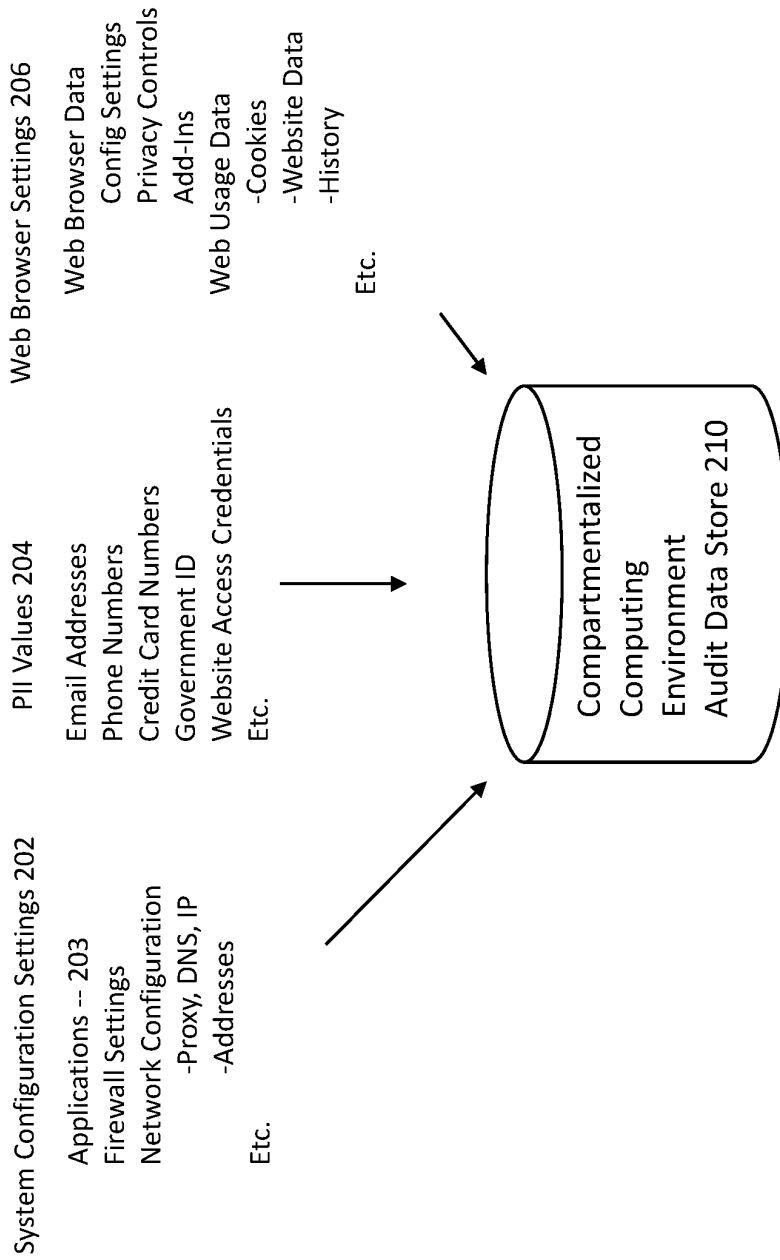 System Configuration Settings 202
Applications -- 203
Firewall Settings
Network Configuration
-Proxy, DNS, IP
-Addresses
Etc.
PII Values 204
Email Addresses
Phone Numbers
Credit Card Numbers
Government ID
Website Access Credentials
Etc.
Web Browser Settings 206
Web Browser Data
Config Settings
Privacy Controls
Add-Ins
Web Usage Data
-Cookies
-Website Data
-History
Etc.
Compartmentalized
Computing
Environment
Audit Data Store 210